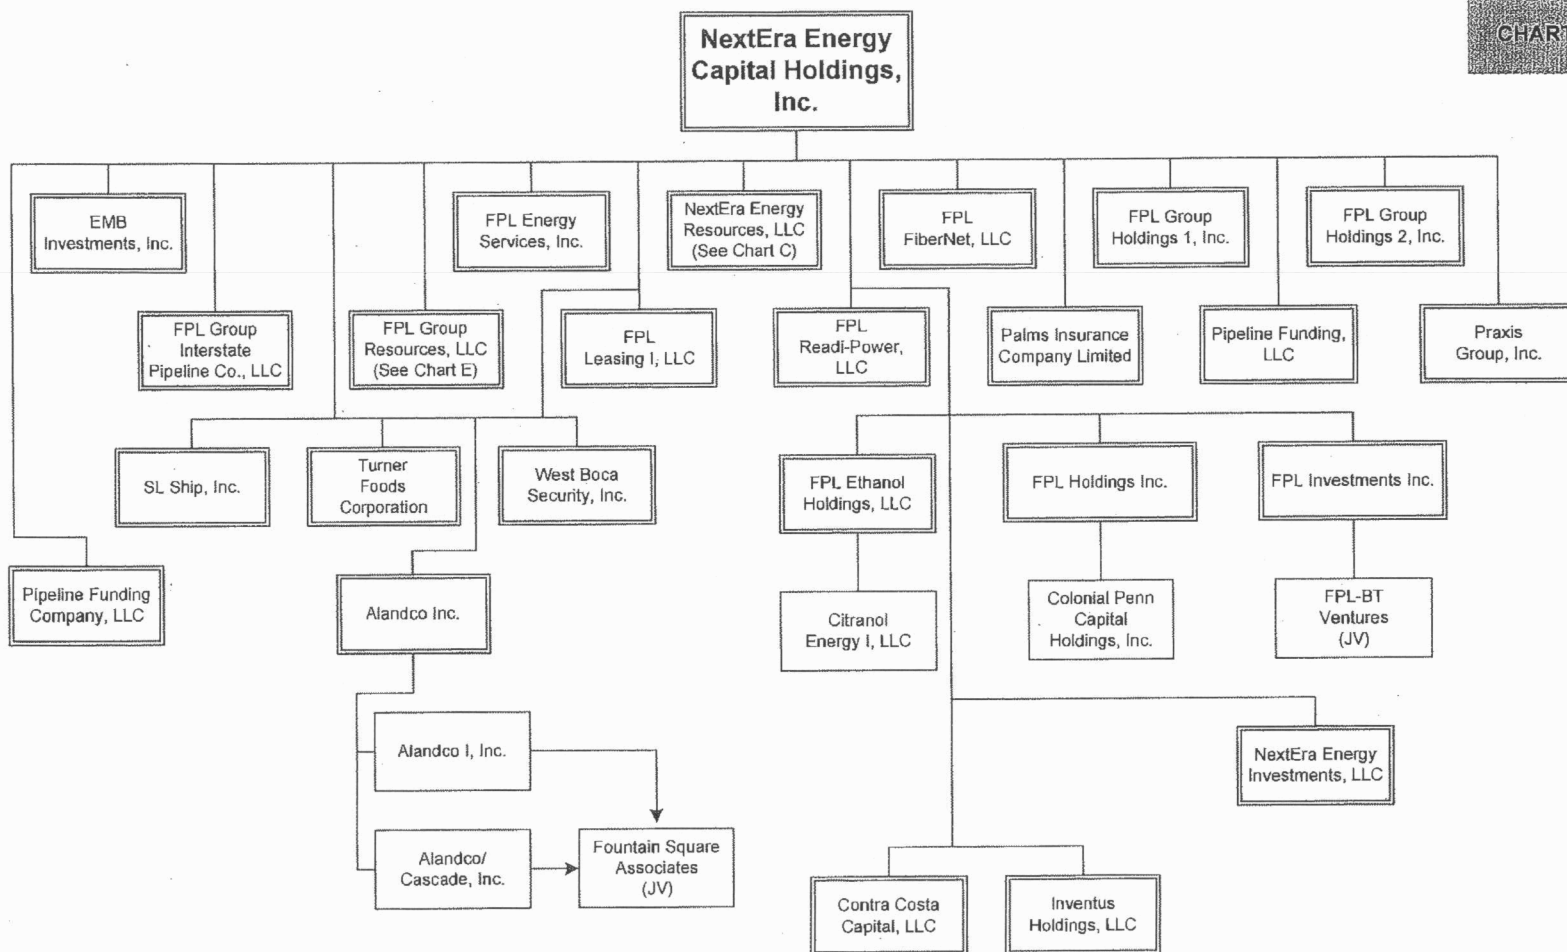 CHART
NextEra Energy
Capital Holdings,
Inc.
EMB
Investments, Inc.
FPL Energy
Services, Inc.
NextEra Energy
Resources, LLC
(See Chart C)
FPL
FiberNet, LLC
FPL Group
Holdings 1, Inc.
FPL Group
Holdings 2, Inc.
FPL Group
Interstate
Pipeline Co., LLC
FPL Group
Resources, LLC
(See Chart E)
FPL
Leasing I, LLC
FPL
Readi-Power,
LLC
Palms Insurance
Company Limited
Pipeline Funding,
LLC
Praxis
Group, Inc.
SL Ship, Inc.
Turner
Foods
Corporation
West Boca
Security, Inc.
FPL Ethanol
Holdings, LLC
FPL Holdings Inc.
FPL Investments Inc.
Pipeline Funding
Company, LLC
Alandco Inc.
Citranol
Energy I, LLC
Colonial Penn
Capital
Holdings, Inc.
FPL-BT
Ventures
(JV)
Alandco I, Inc.
NextEra Energy
Investments, LLC
Alandco/
Cascade, Inc.
Fountain Square
Associates
(JV)
Contra Costa
Capital, LLC
Inventus
Holdings, LLC